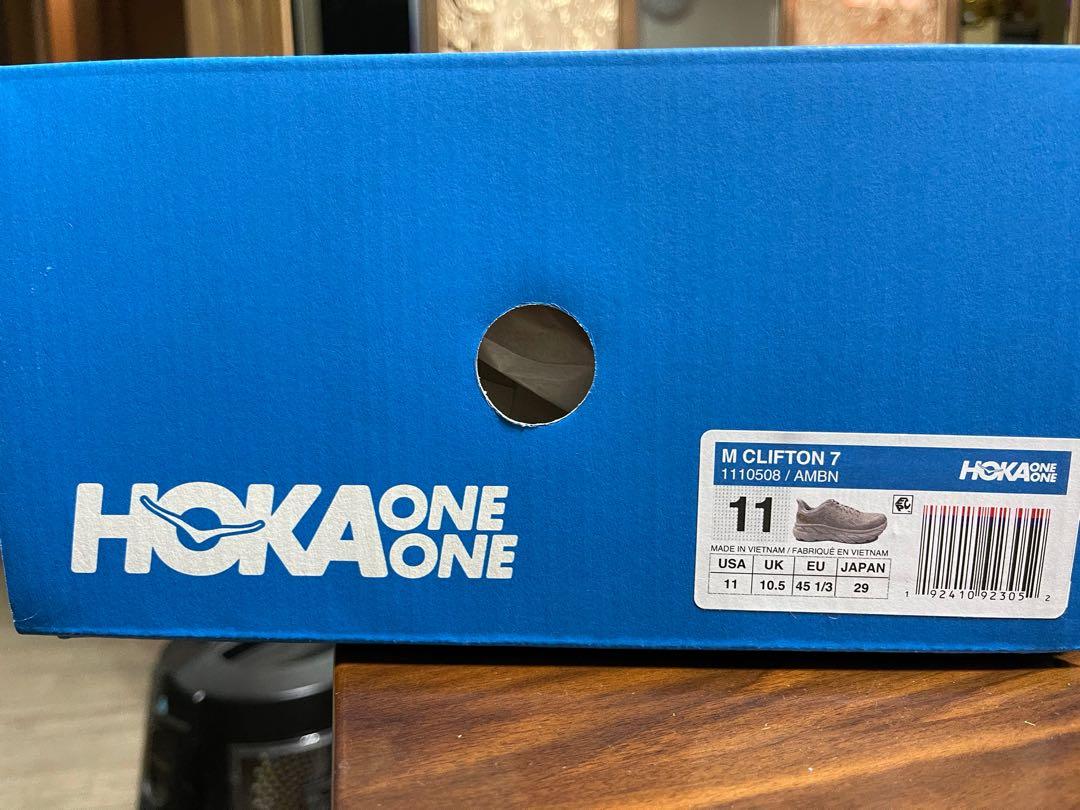 HOKA ONE ONE
M CLIFTON 7
1110508 / AMBN
HOKA ONE ONE
11
MADE IN VIETNAM / FABRIQUÉ EN VIETNAM
USA UK EU JAPAN
11 10.5 45 1/3 29
1 92410 92305 2